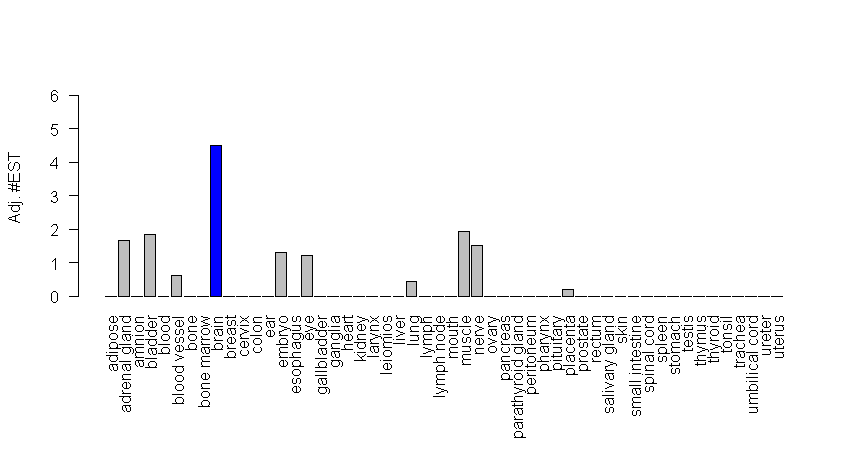 6
5
4
3
2
1
0
Adj. #EST
adipose
adrenal gland
amnion
bladder
blood
blood vessel
bone
bone marrow
brain
breast
cervix
colon
ear
embryo
esophagus
eye
gallbladder
ganglia
heart
kidney
larynx
leiomios
liver
lung
lymph
lymph node
mouth
muscle
nerve
ovary
pancreas
parathyroid gland
peritoneum
pharynx
pituitary
placenta
prostate
rectum
salivary gland
skin
small intestine
spinal cord
spleen
stomach
testis
thymus
thyroid
tonsil
trachea
umbilical cord
ureter
uterus